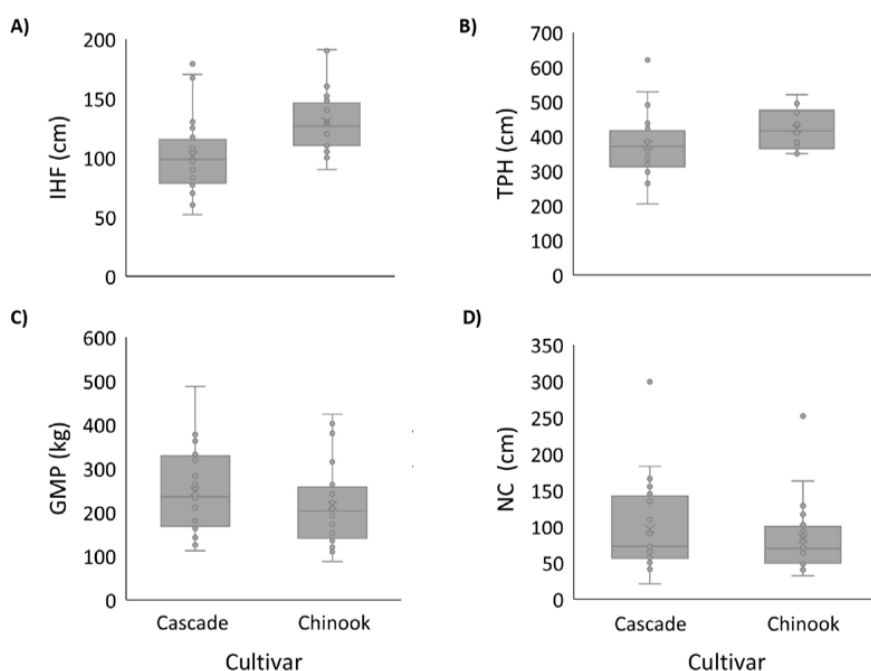 A)
IHF (cm)
200
150
100
50
0
B)
TPH (cm)
700
600
500
400
300
200
100
0
C)
GMP (kg)
600
500
400
300
200
100
0
Cascade
Chinook
Cultivar
D)
NC (cm)
350
300
250
200
150
100
50
0
Cascade
Chinook
Cultivar